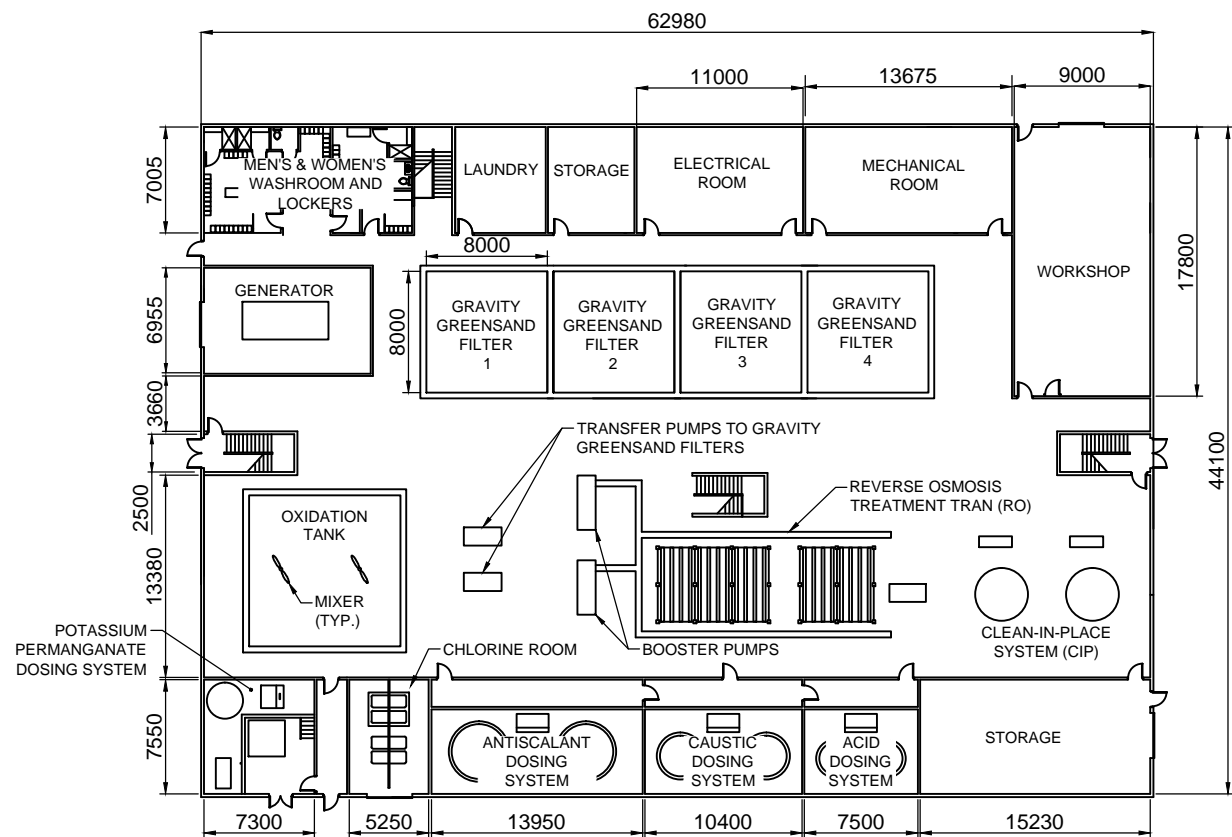 62980
11000
13675
9000
7005
MEN'S & WOMEN'S
WASHROOM AND
LOCKERS
LAUNDRY
STORAGE
ELECTRICAL
ROOM
MECHANICAL
ROOM
WORKSHOP
17800
44100
8000
8000
6955
GENERATOR
GRAVITY
GREENSAND
FILTER
1
GRAVITY
GREENSAND
FILTER
2
GRAVITY
GREENSAND
FILTER
3
GRAVITY
GREENSAND
FILTER
4
3660
2500
13380
TRANSFER PUMPS TO GRAVITY
GREENSAND FILTERS
REVERSE OSMOSIS
TREATMENT TRAN (RO)
OXIDATION
TANK
MIXER
(TYP.)
POTASSIUM
PERMANGANATE
DOSING SYSTEM
CHLORINE ROOM
BOOSTER PUMPS
CLEAN-IN-PLACE
SYSTEM (CIP)
7550
ANTISCALANT
DOSING
SYSTEM
CAUSTIC
DOSING
SYSTEM
ACID
DOSING
SYSTEM
STORAGE
7300
5250
13950
10400
7500
15230